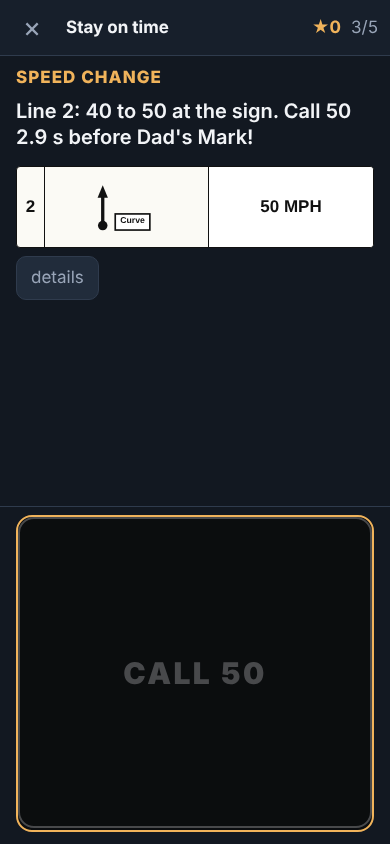 ✕ Stay on time ★0 3/5
SPEED CHANGE
Line 2: 40 to 50 at the sign. Call 50
2.9 s before Dad's Mark!
2 Curve 50 MPH
details
CALL 50